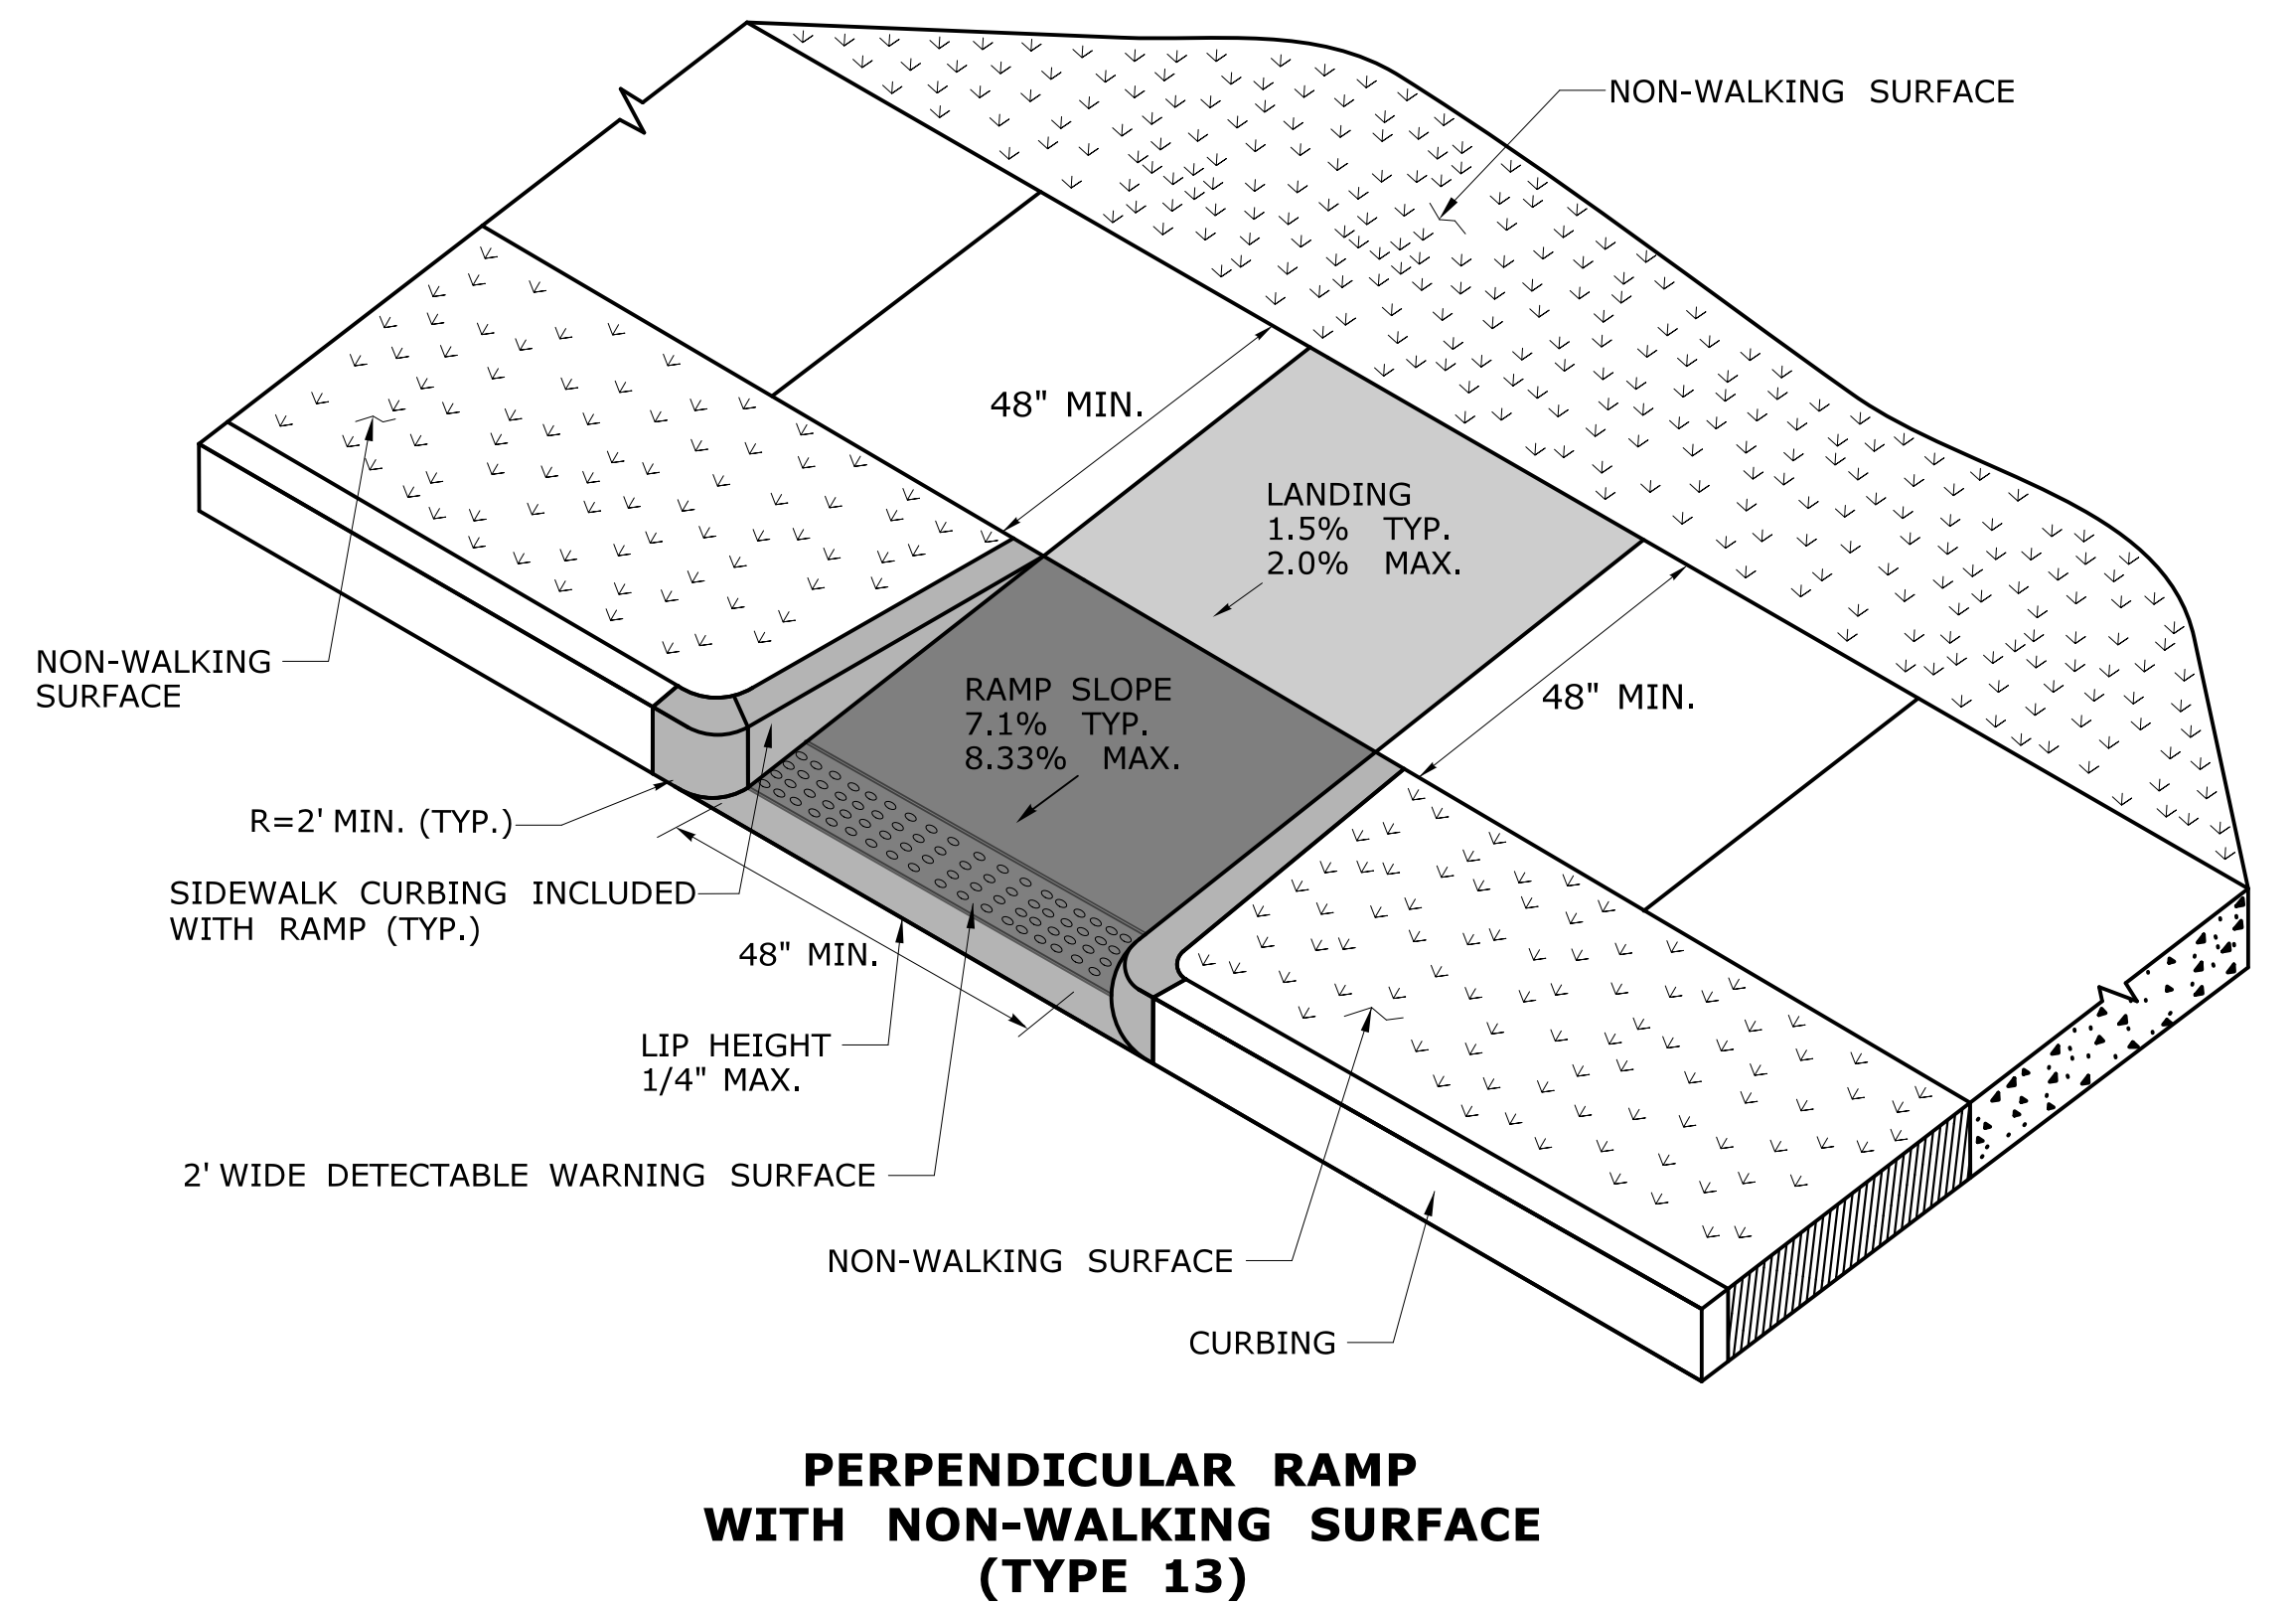 NON-WALKING SURFACE
48" MIN.
LANDING
1.5% TYP.
2.0% MAX.
NON-WALKING
SURFACE
RAMP SLOPE
7.1% TYP.
8.33% MAX.
48" MIN.
R=2' MIN. (TYP.)
SIDEWALK CURBING INCLUDED
WITH RAMP (TYP.)
48" MIN.
LIP HEIGHT
1/4" MAX.
2' WIDE DETECTABLE WARNING SURFACE
NON-WALKING SURFACE
CURBING
PERPENDICULAR RAMP
WITH NON-WALKING SURFACE
(TYPE 13)